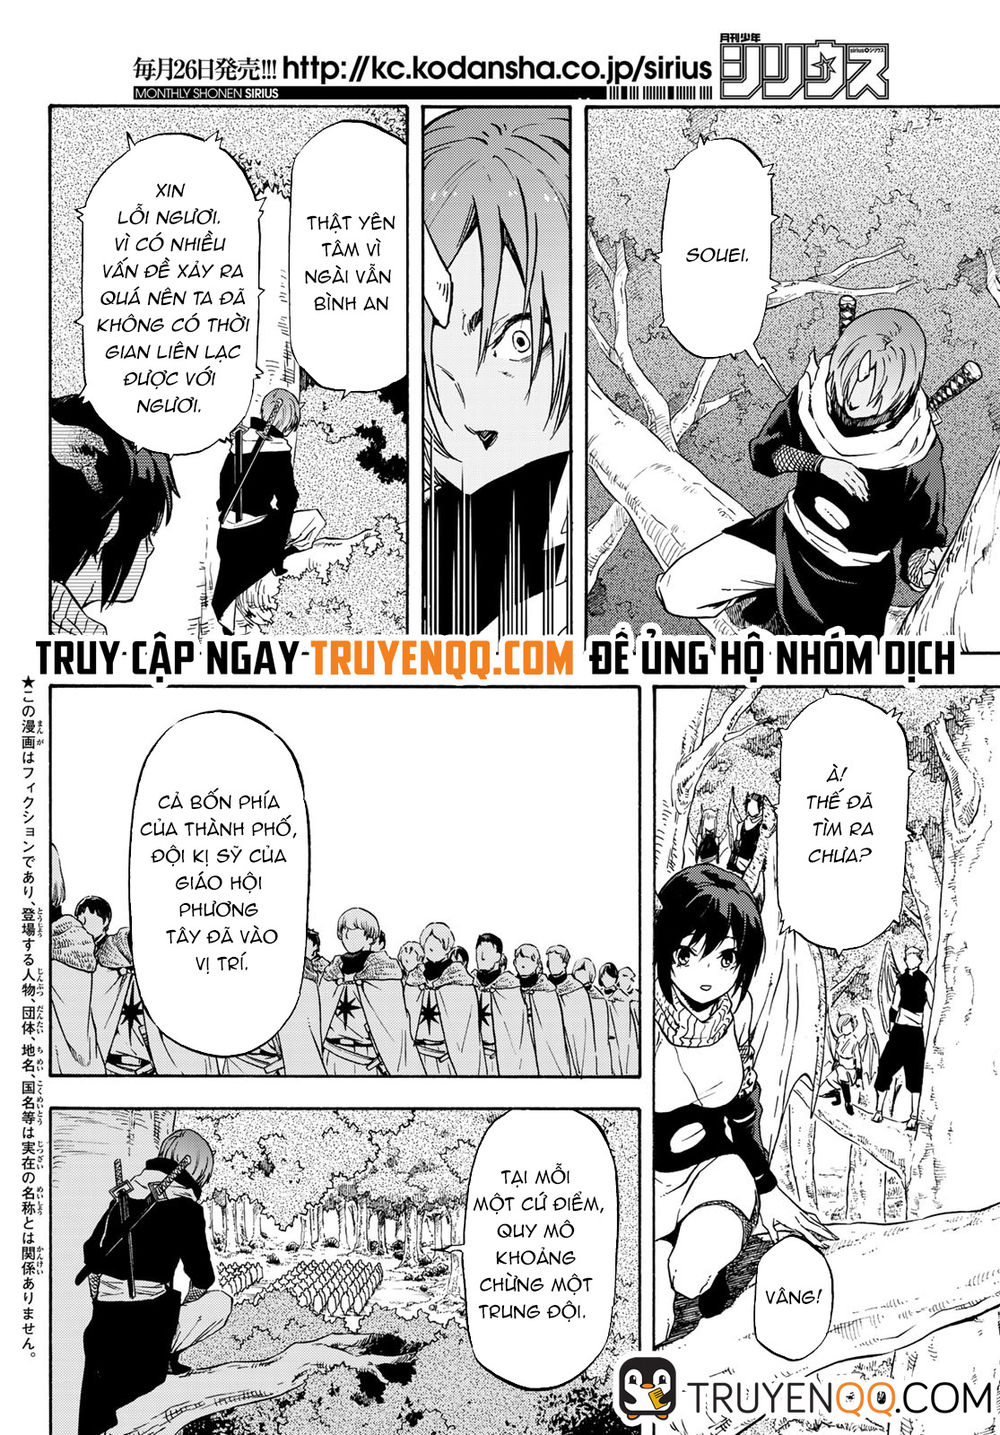 毎月26日発売!!! http://kc.kodansha.co.jp/sirius
MONTHLY SHONEN SIRIUS
月刊少年
シリウス
SOUEI.
THẬT YÊN
TÂM VÌ
NGÀI VẪN
BÌNH AN
XIN
LỖI NGƯƠI.
VÌ CÓ NHIỀU
VẤN ĐỀ XẢY RA
QUÁ NÊN TA ĐÃ
KHÔNG CÓ THỜI
GIAN LIÊN LẠC
ĐƯỢC VỚI
NGƯƠI.
TRUY CẬP NGAY TRUYENQQ.COM ĐỂ ỦNG HỘ NHÓM DỊCH
À!
THẾ ĐÃ
TÌM RA
CHƯA?
VÂNG!
CẢ BỐN PHÍA
CỦA THÀNH PHỐ,
ĐỘI KỊ SỸ CỦA
GIÁO HỘI
PHƯƠNG
TÂY ĐÃ VÀO
VỊ TRÍ.
TẠI MỖI
MỘT CỨ ĐIỂM,
QUY MÔ
KHOẢNG
CHỪNG MỘT
TRUNG ĐỘI.
★この漫画はフィクションであり、登場する人物、団体、地名、国名等は実在の名称とは関係ありません。
TRUYENQQ.COM